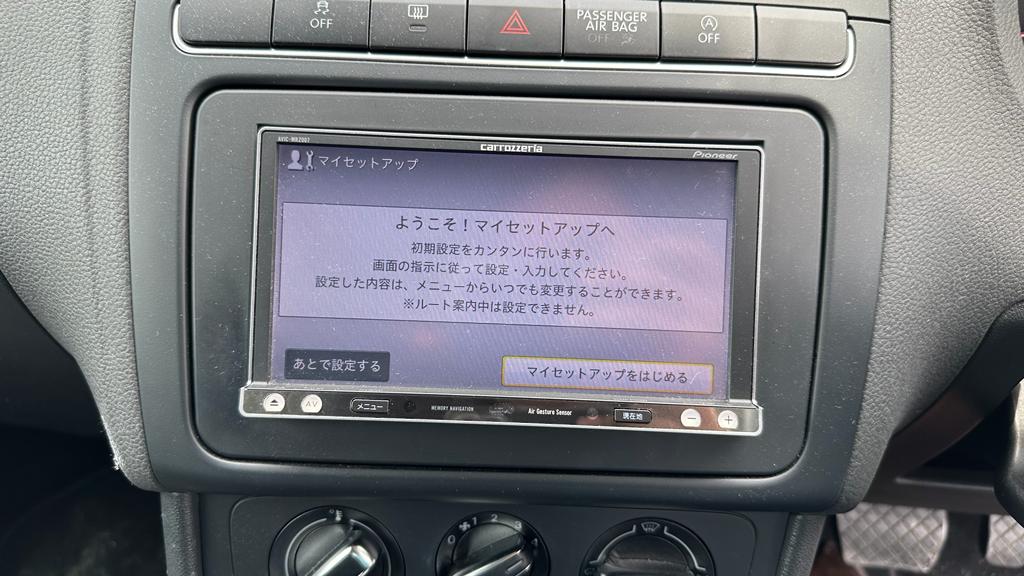 OFF
PASSENGER
AIR BAG
OFF
A
OFF
AVIC-MRZ007
carrozzeria
Pioneer
マイセットアップ
ようこそ！マイセットアップへ
初期設定をカンタンに行います。
画面の指示に従って設定・入力してください。
設定した内容は、メニューからいつでも変更することができます。
※ルート案内中は設定できません。
あとで設定する
マイセットアップをはじめる
AV
メニュー
MEMORY NAVIGATION
Air Gesture Sensor
現在地
− +
1 2 3